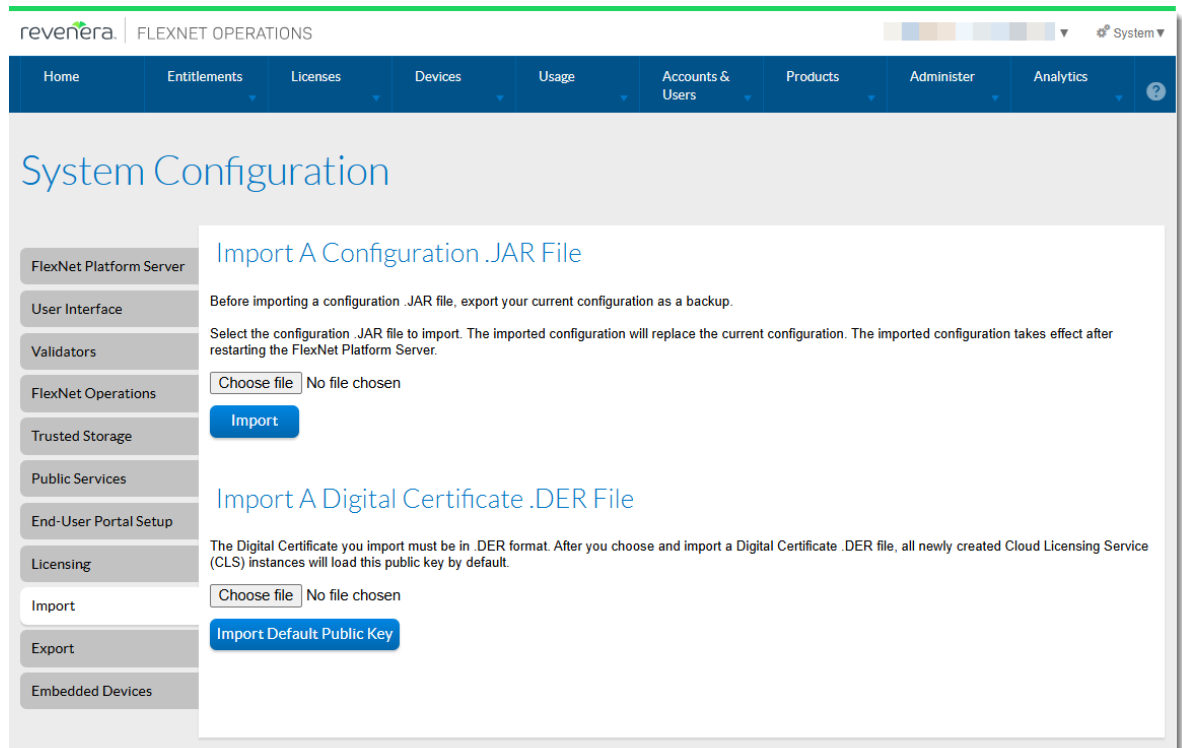 revenera. FLEXNET OPERATIONS
System
Home Entitlements Licenses Devices Usage Accounts & Users Products Administer Analytics ?
System Configuration
FlexNet Platform Server
User Interface
Validators
FlexNet Operations
Trusted Storage
Public Services
End-User Portal Setup
Licensing
Import
Export
Embedded Devices
Import A Configuration .JAR File
Before importing a configuration .JAR file, export your current configuration as a backup.
Select the configuration .JAR file to import. The imported configuration will replace the current configuration. The imported configuration takes effect after
restarting the FlexNet Platform Server.
Choose file No file chosen
Import
Import A Digital Certificate .DER File
The Digital Certificate you import must be in .DER format. After you choose and import a Digital Certificate .DER file, all newly created Cloud Licensing Service
(CLS) instances will load this public key by default.
Choose file No file chosen
Import Default Public Key